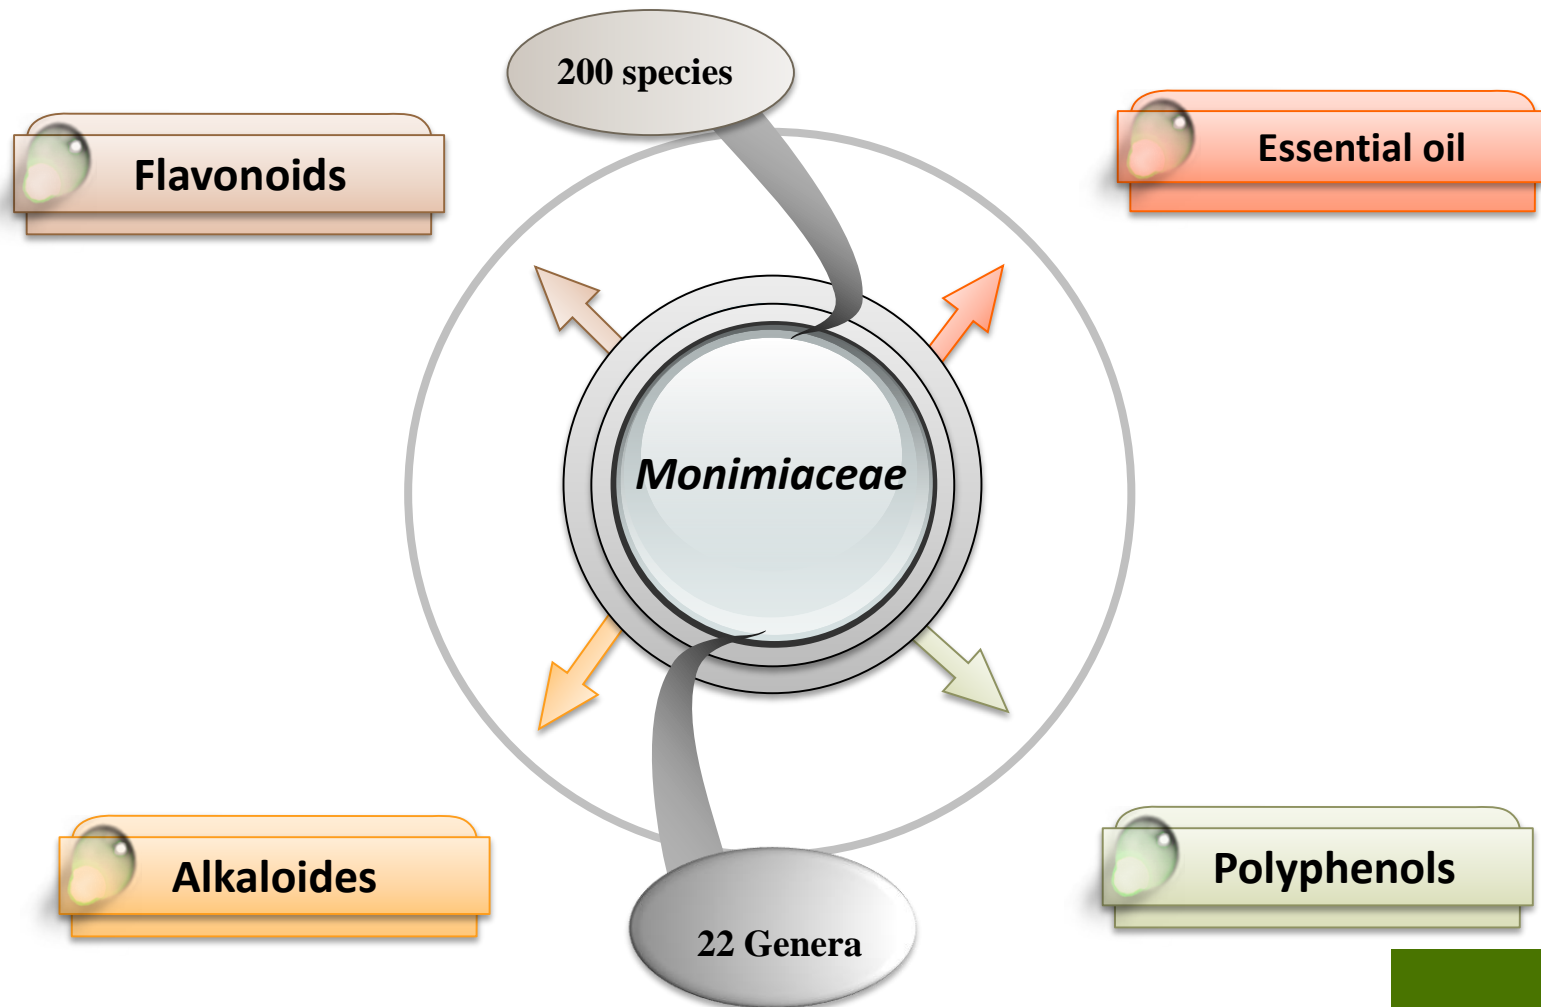 200 species
Flavonoids
Essential oil
Monimiaceae
Alkaloides
Polyphenols
22 Genera